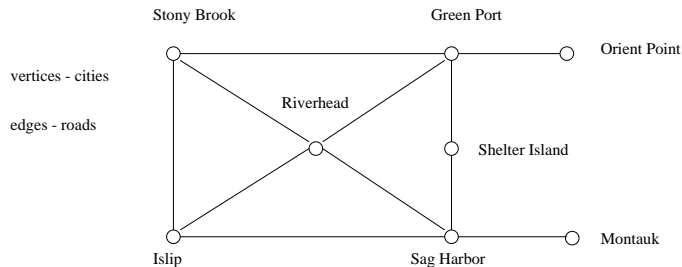 Stony Brook
Green Port
Orient Point
vertices - cities
Riverhead
edges - roads
Shelter Island
Montauk
Islip
Sag Harbor